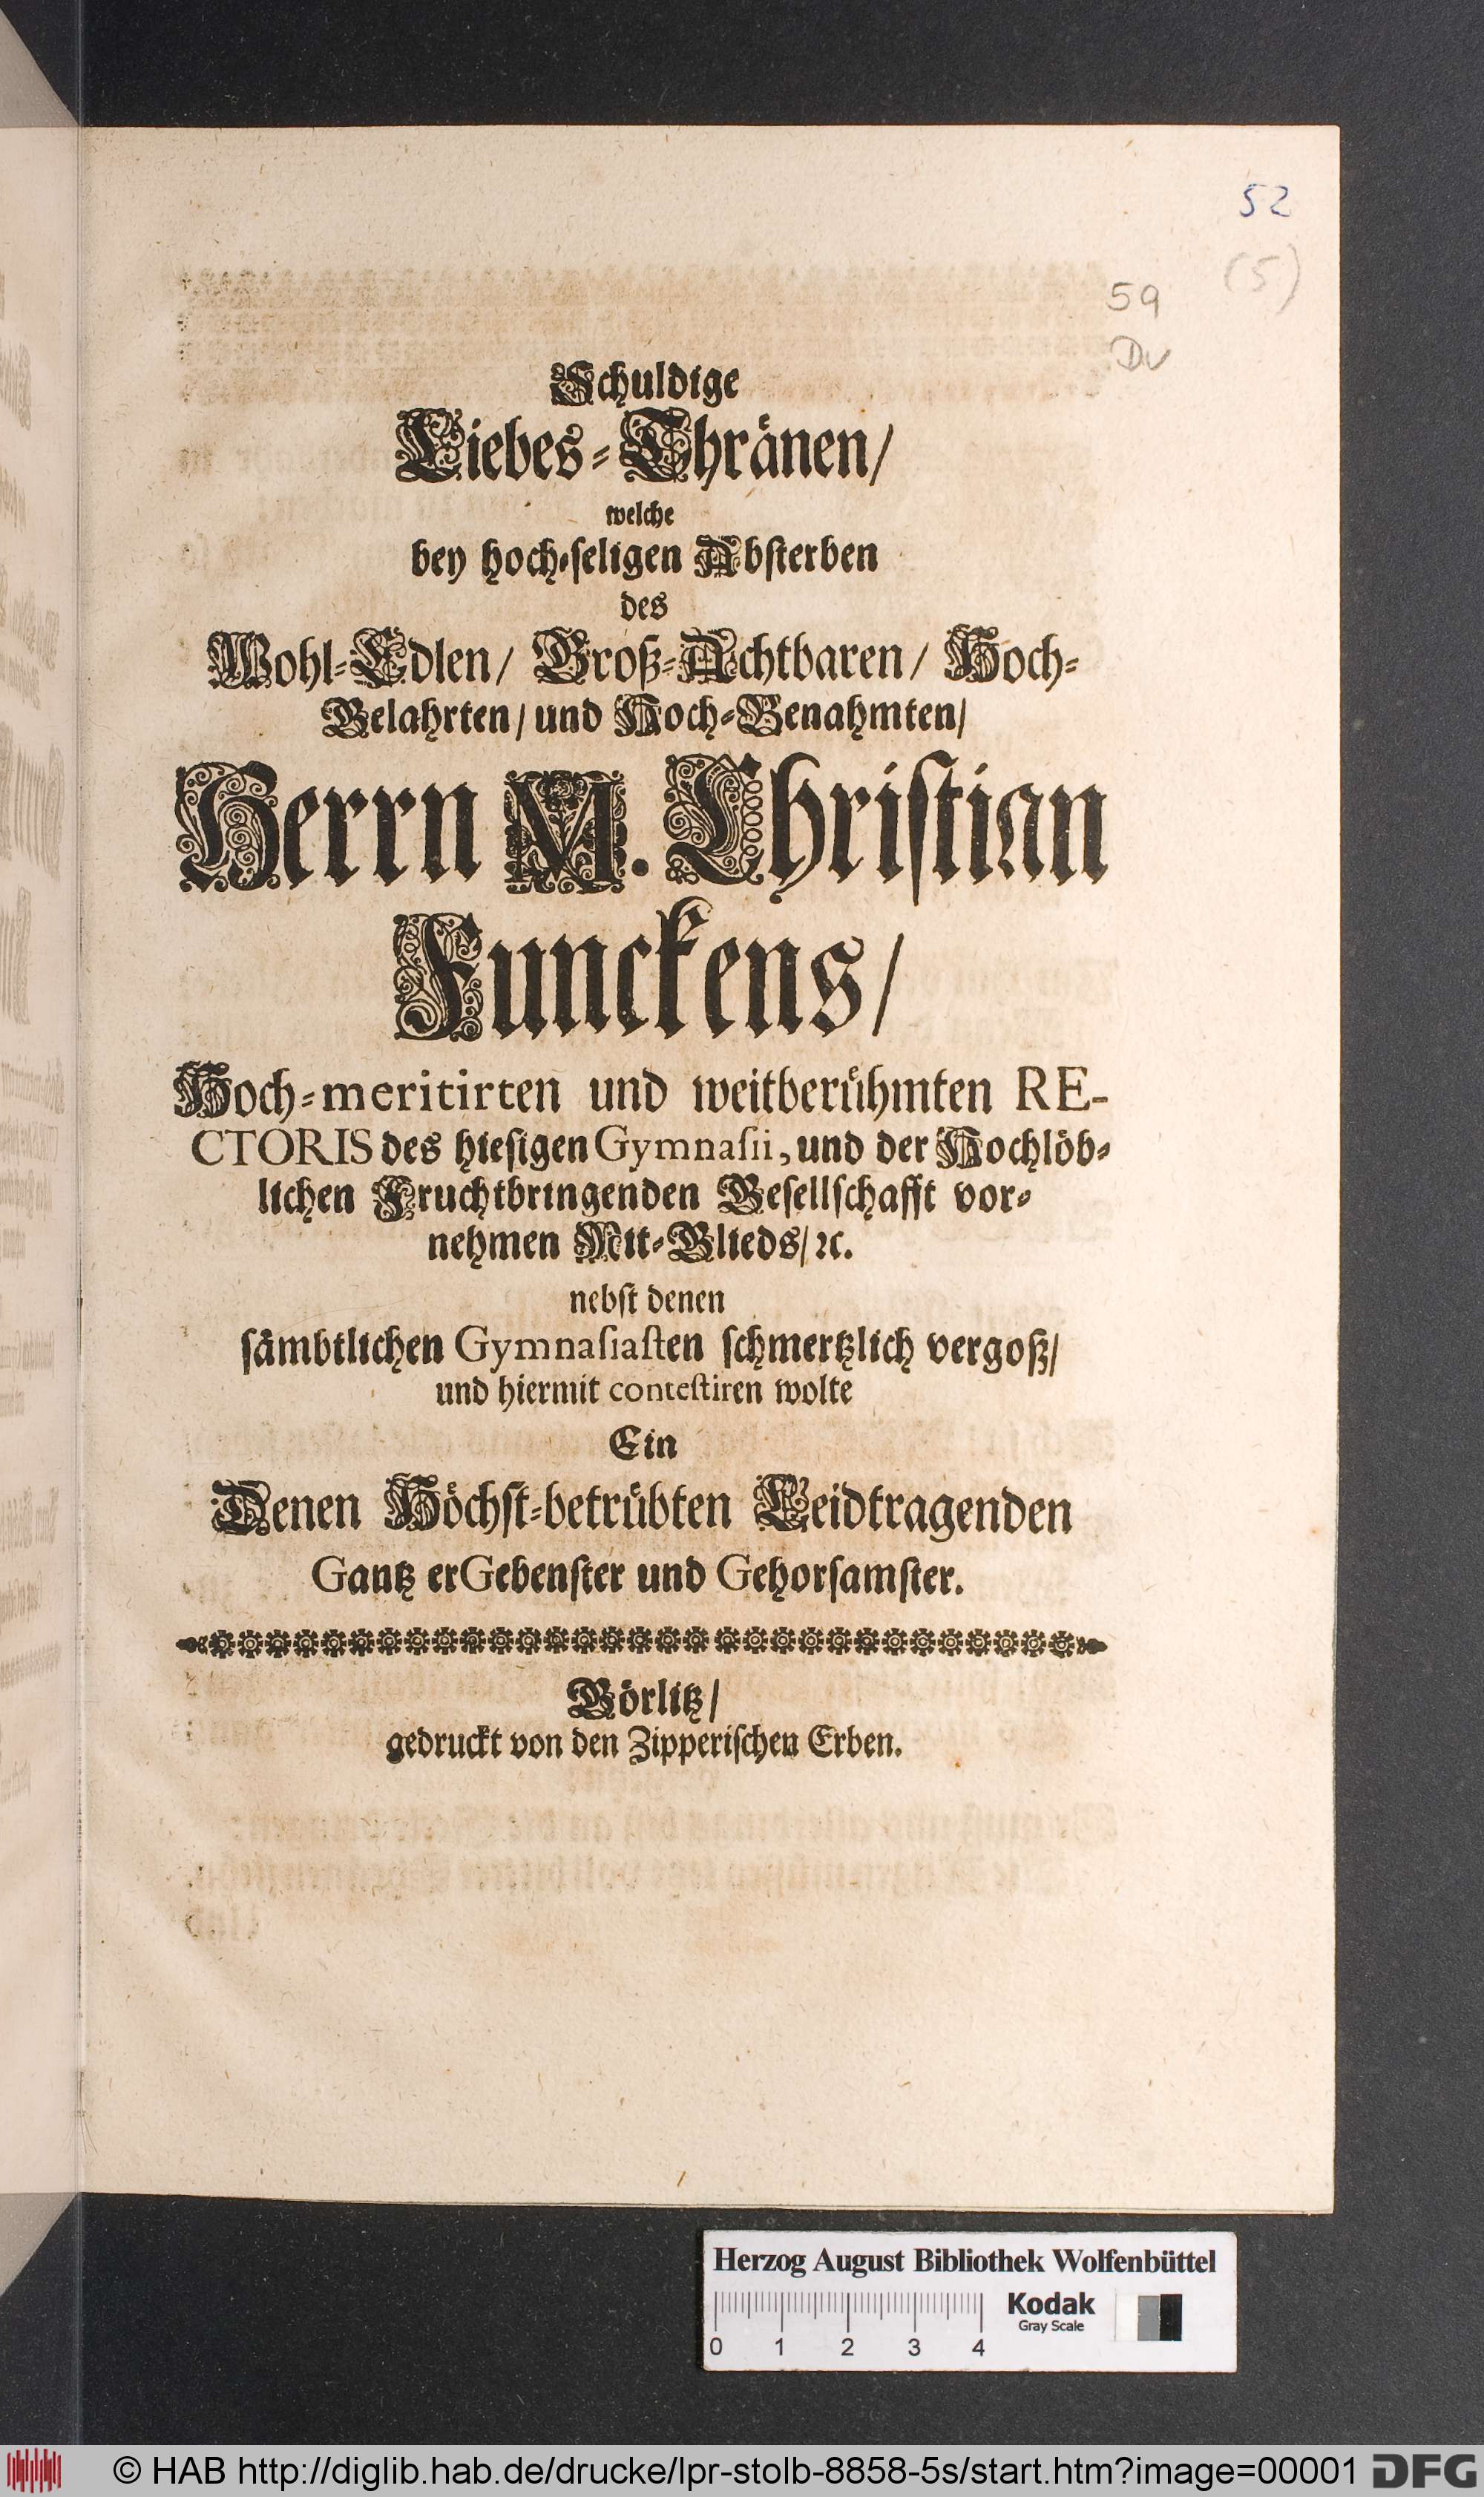 52
(5)
59
Dv
Schuldige
Liebes-Thränen/
welche
bey hoch-seligen Absterben
des
Wohl-Edlen/ Groß-Achtbaren/ Hoch-
Gelahrten/ und Hoch-Benahmten/
Herrn M. Christian
Funckens/
Hoch-meritirten und weitberühmten RE-
CTORIS des hiesigen Gymnasii, und der Hochlöb-
lichen Fruchtbringenden Gesellschafft vor-
nehmen Mit-Glieds/ ꝛc.
nebst denen
sämbtlichen Gymnasiasten schmertzlich vergoß/
und hiermit contestiren wolte
Ein
Denen Höchst-betrübten Leidtragenden
Gantz erGebenster und Gehorsamster.
Görlitz/
gedruckt von den Zipperischen Erben.
Herzog August Bibliothek Wolfenbüttel
Kodak
Gray Scale
0 1 2 3 4
© HAB http://diglib.hab.de/drucke/lpr-stolb-8858-5s/start.htm?image=00001 DFG